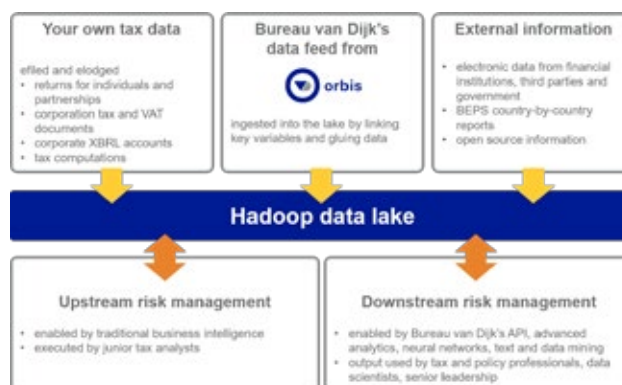 Your own tax data
efiled and elodged
• returns for individuals and
partnerships
• corporation tax and VAT
documents
• corporate XBRL accounts
• tax computations
Bureau van Dijk's
data feed from
orbis
ingested into the lake by linking
key variables and gluing data
External information
• electronic data from financial
institutions, third parties and
government
• BEPS country-by-country
reports
• open source information
Hadoop data lake
Upstream risk management
• enabled by traditional business intelligence
• executed by junior tax analysts
Downstream risk management
• enabled by Bureau van Dijk's API, advanced
analytics, neural networks, text and data mining
• output used by tax and policy professionals, data
scientists, senior leadership